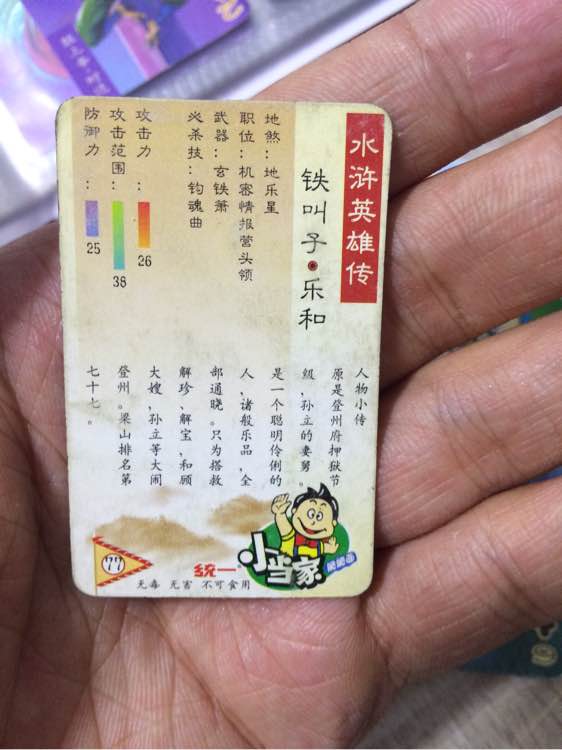 水浒英雄传
铁叫子·乐和
地煞：地乐星
职位：机密情报营头领
武器：玄铁萧
必杀技：钩魂曲
攻击力：
26
攻击范围：
38
防御力：
25
人物小传
原是登州府押狱节
级，孙立的妻舅。
是一个聪明伶俐的
人，诸般乐品，全
部通晓。只为搭救
解珍、解宝，和顾
大嫂，孙立等大闹
登州。梁山排名第
七十七。
77
统一
小当家
脆脆面
无毒 无害 不可食用